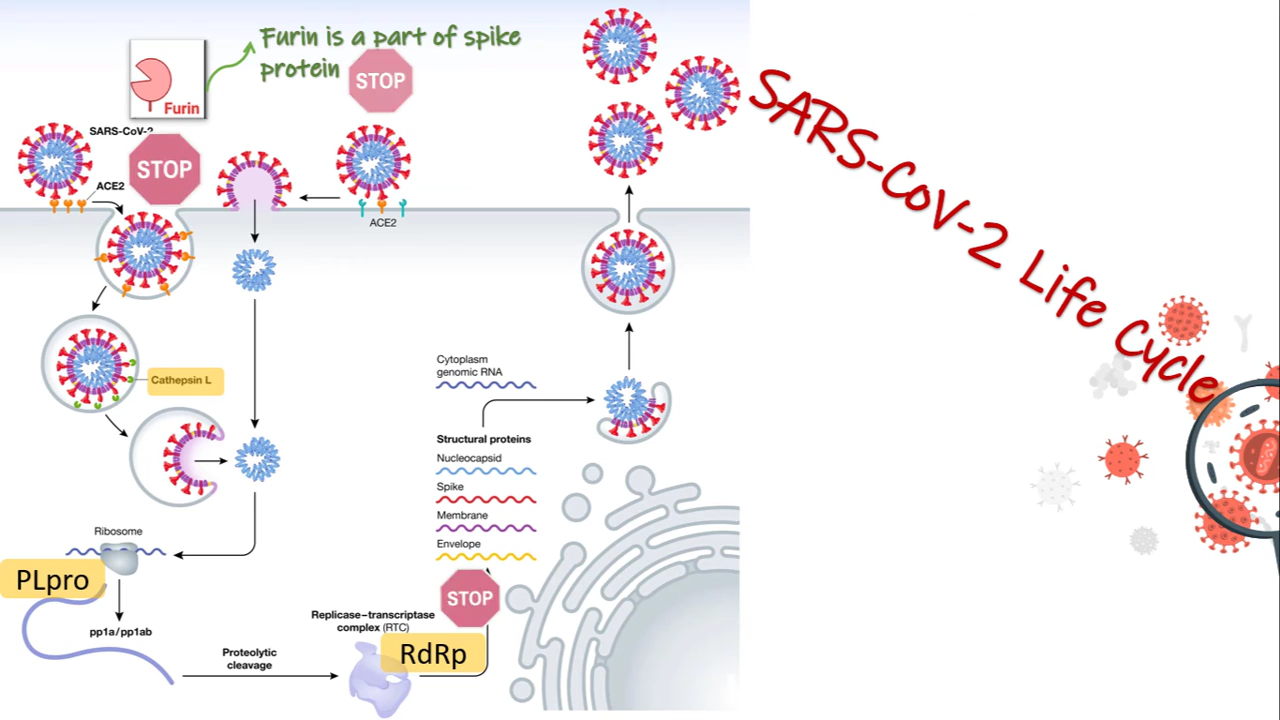 Furin is a part of spike
protein
STOP
Furin
SARS-CoV-2
STOP
ACE2
ACE2
SARS-CoV-2 Life Cycle
Cathepsin L
Cytoplasm
genomic RNA
Structural proteins
Nucleocapsid
Spike
Membrane
Envelope
Ribosome
PLpro
pp1a/pp1ab
Proteolytic
cleavage
Replicase–transcriptase
complex (RTC)
STOP
RdRp